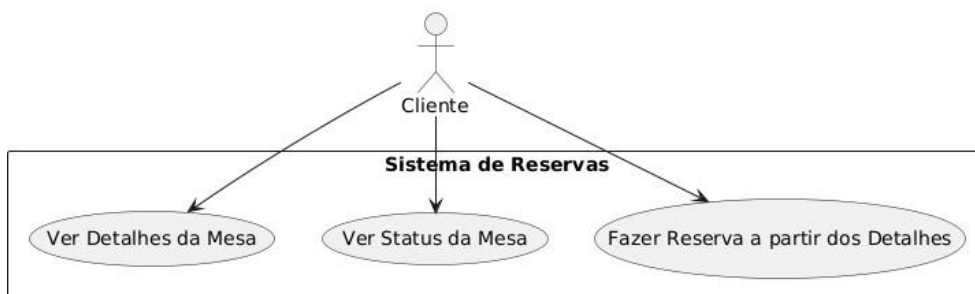 Cliente
Sistema de Reservas
Ver Detalhes da Mesa
Ver Status da Mesa
Fazer Reserva a partir dos Detalhes